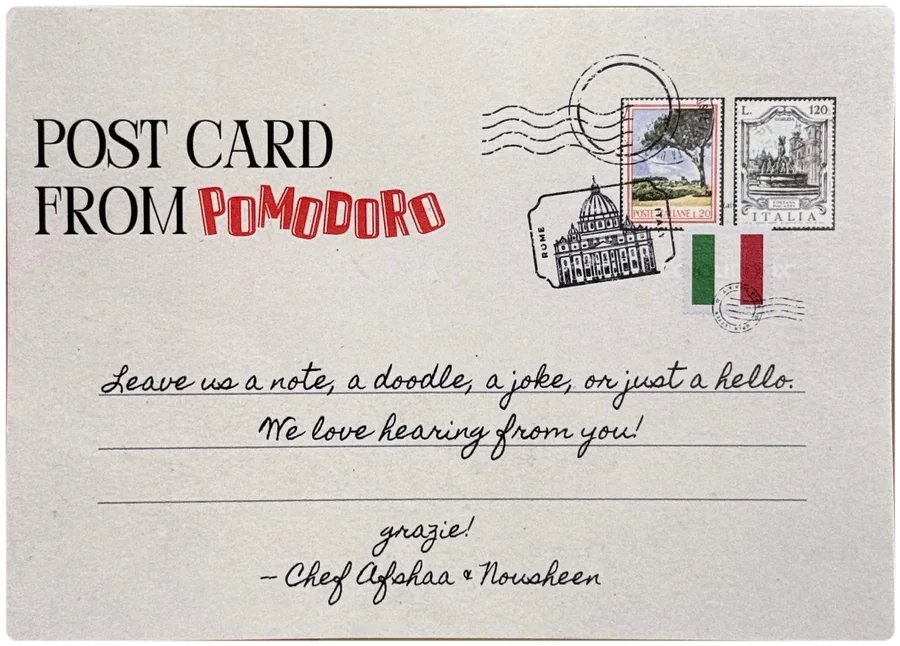 POST CARD
FROM POMODORO
L. 120
POSTE ITALIANE L. 20
ITALIA
ROME
Leave us a note, a doodle, a joke, or just a hello.
We love hearing from you!
grazie!
– Chef Afshaa & Nousheen